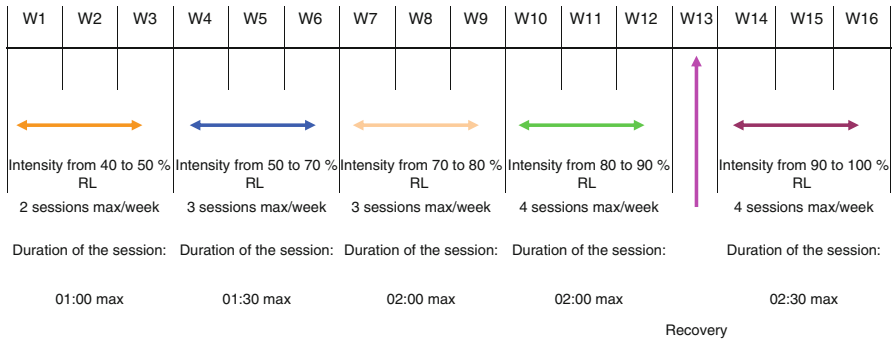 W1 W2 W3 W4 W5 W6 W7 W8 W9 W10 W11 W12 W13 W14 W15 W16
Intensity from 40 to 50 % Intensity from 50 to 70 % Intensity from 70 to 80 % Intensity from 80 to 90 % Intensity from 90 to 100 %
RL RL RL RL RL
2 sessions max/week 3 sessions max/week 3 sessions max/week 4 sessions max/week 4 sessions max/week
Duration of the session: Duration of the session: Duration of the session: Duration of the session: Duration of the session:
01:00 max 01:30 max 02:00 max 02:00 max 02:30 max
Recovery